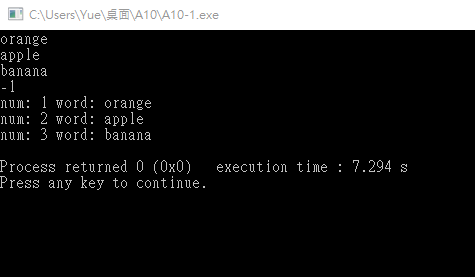 C:\Users\Yue\桌面\A10\A10-1.exe
orange
apple
banana
-1
num: 1 word: orange
num: 2 word: apple
num: 3 word: banana
Process returned 0 (0x0)   execution time : 7.294 s
Press any key to continue.